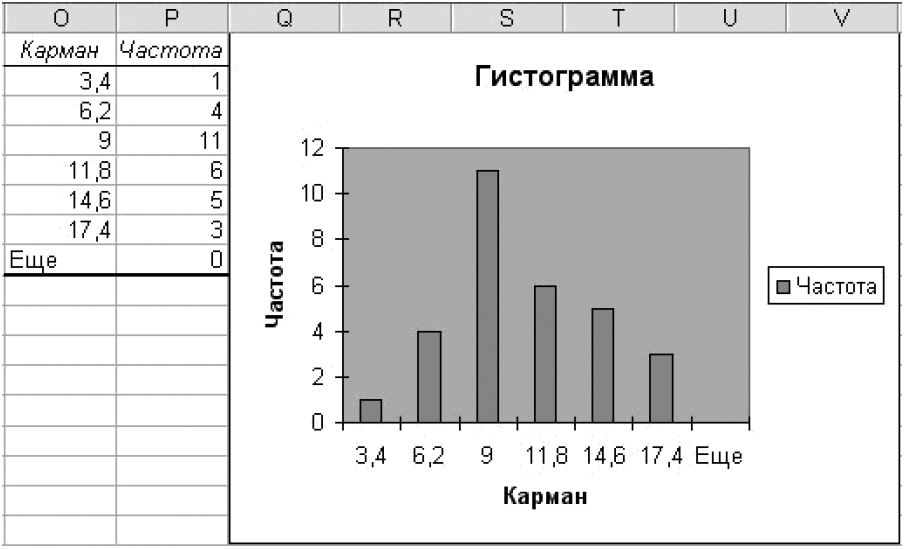 O P Q R S T U V
Карман Частота
3,4 1
6,2 4
9 11
11,8 6
14,6 5
17,4 3
Еще 0
Гистограмма
12
10
8
6
4
2
0
Частота
3,4 6,2 9 11,8 14,6 17,4 Еще
Карман
Частота